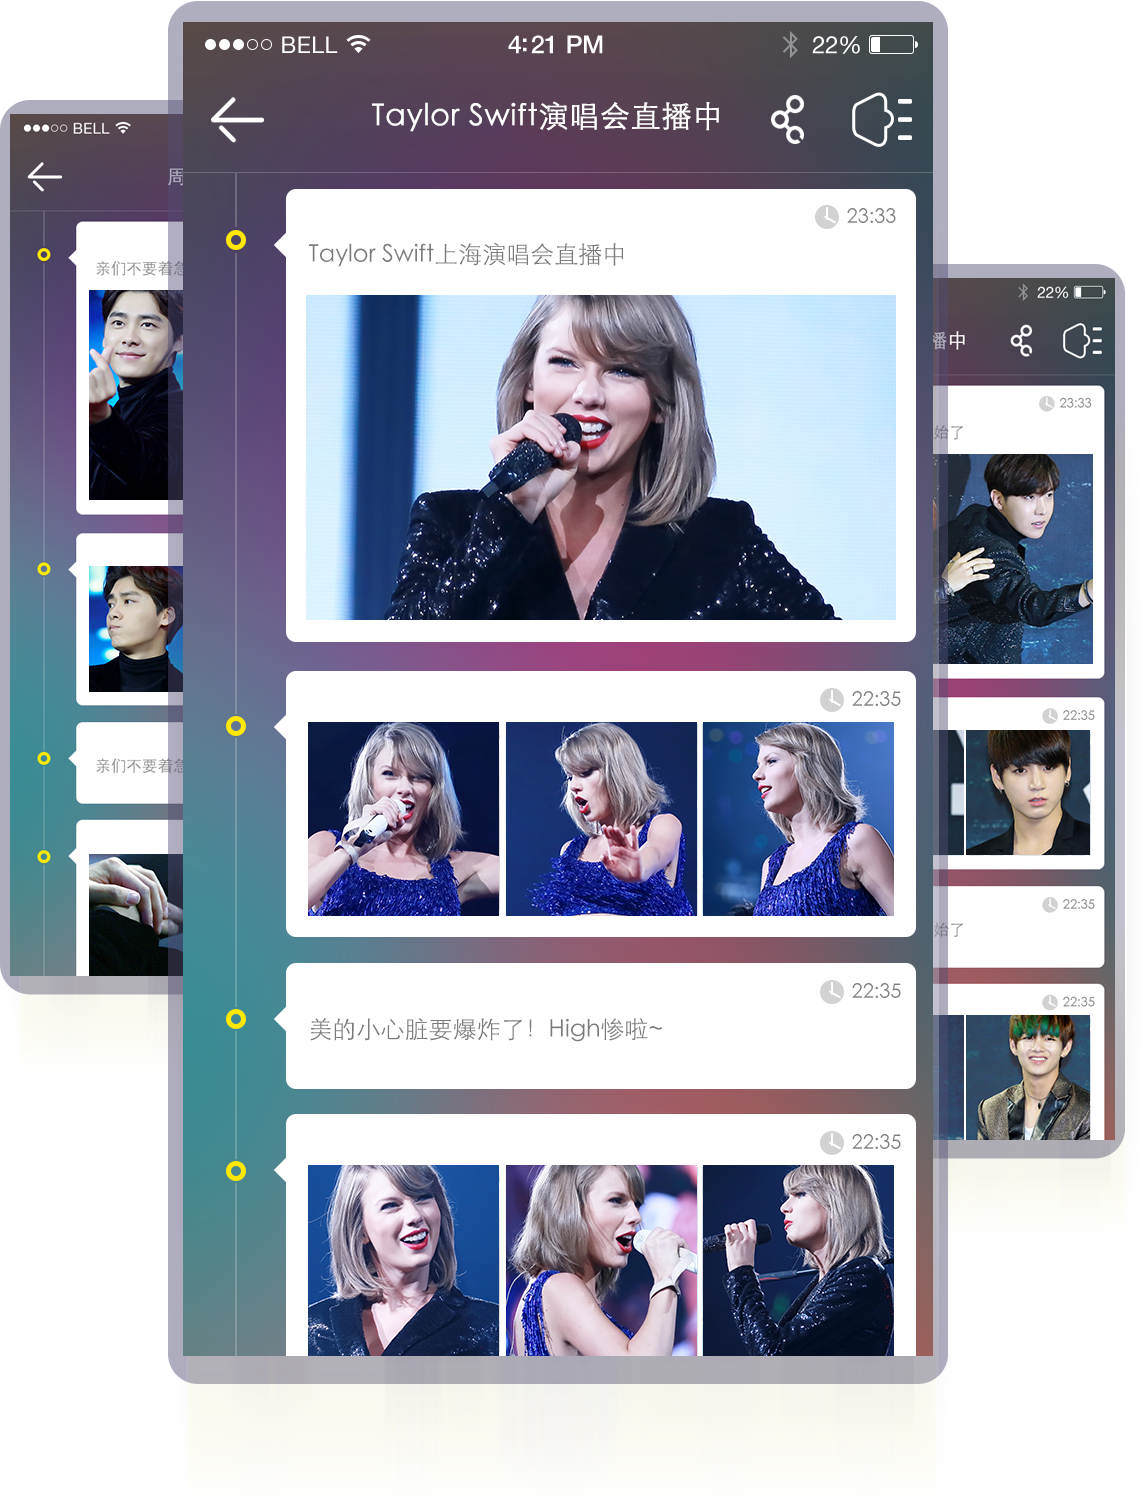 BELL
4:21 PM
22%
Taylor Swift演唱会直播中
23:33
Taylor Swift上海演唱会直播中
22:35
22:35
美的小心脏要爆炸了！High惨啦~
22:35
BELL
周
亲们不要着急
亲们不要着急
22%
播中
23:33
始了
22:35
22:35
始了
22:35